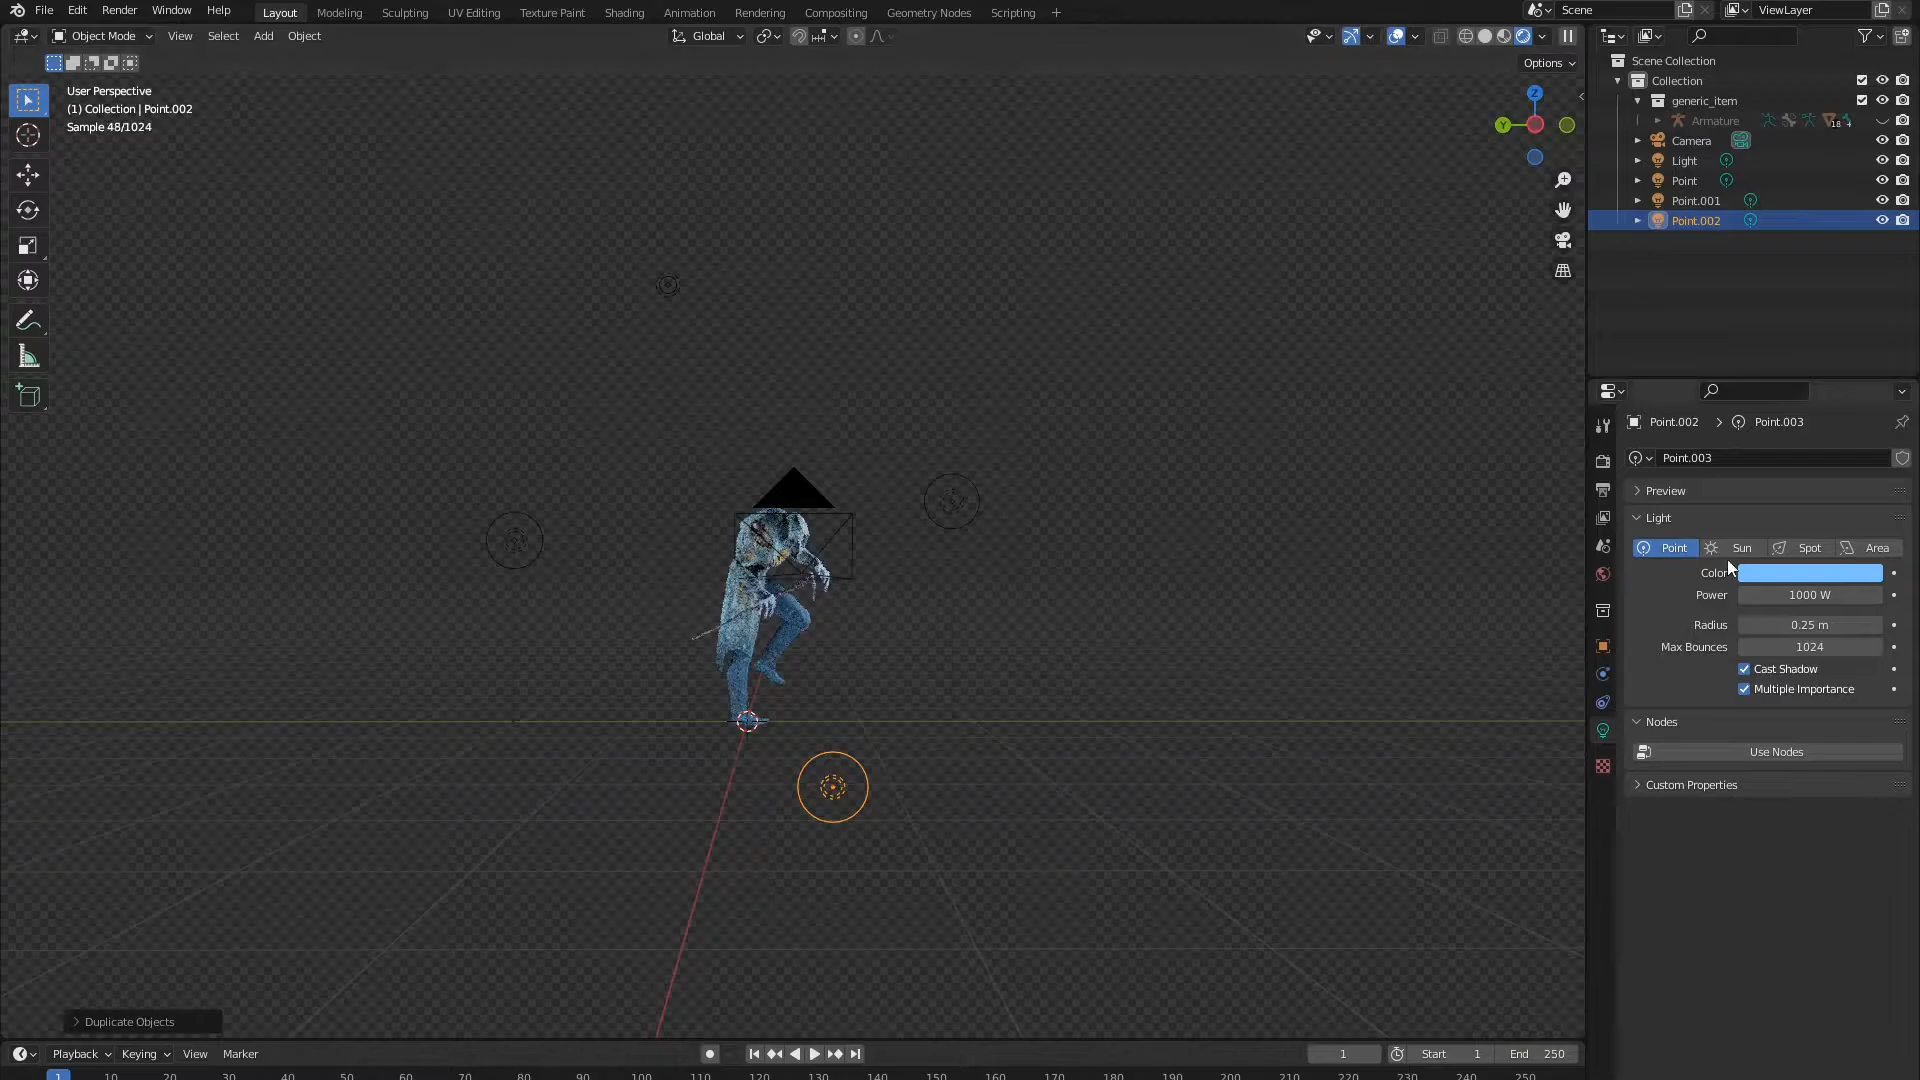 File Edit Render Window Help Layout Modeling Sculpting UV Editing Texture Paint Shading Animation Rendering Compositing Geometry Nodes Scripting + Scene ViewLayer
Object Mode View Select Add Object Global
Options
User Perspective
(1) Collection | Point.002
Sample 48/1024
Z
Y
Scene Collection
Collection
generic_item
Armature 18 4
Camera
Light
Point
Point.001
Point.002
Point.002 > Point.003
Point.003
Preview
Light
Point Sun Spot Area
Color
Power 1000 W
Radius 0.25 m
Max Bounces 1024
Cast Shadow
Multiple Importance
Nodes
Use Nodes
Custom Properties
Duplicate Objects
Playback Keying View Marker 1 Start 1 End 250
1 10 20 30 40 50 60 70 80 90 100 110 120 130 140 150 160 170 180 190 200 210 220 230 240 250